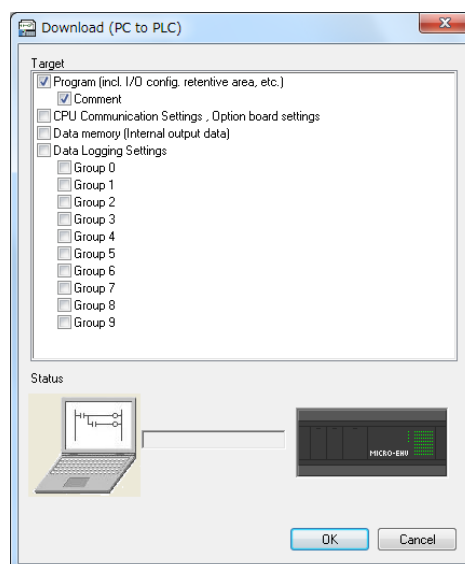 Download (PC to PLC)
Target
Program (incl. I/O config. retentive area, etc.)
Comment
CPU Communication Settings , Option board settings
Data memory (Internal output data)
Data Logging Settings
Group 0
Group 1
Group 2
Group 3
Group 4
Group 5
Group 6
Group 7
Group 8
Group 9
Status
MICRO-EHV
OK
Cancel